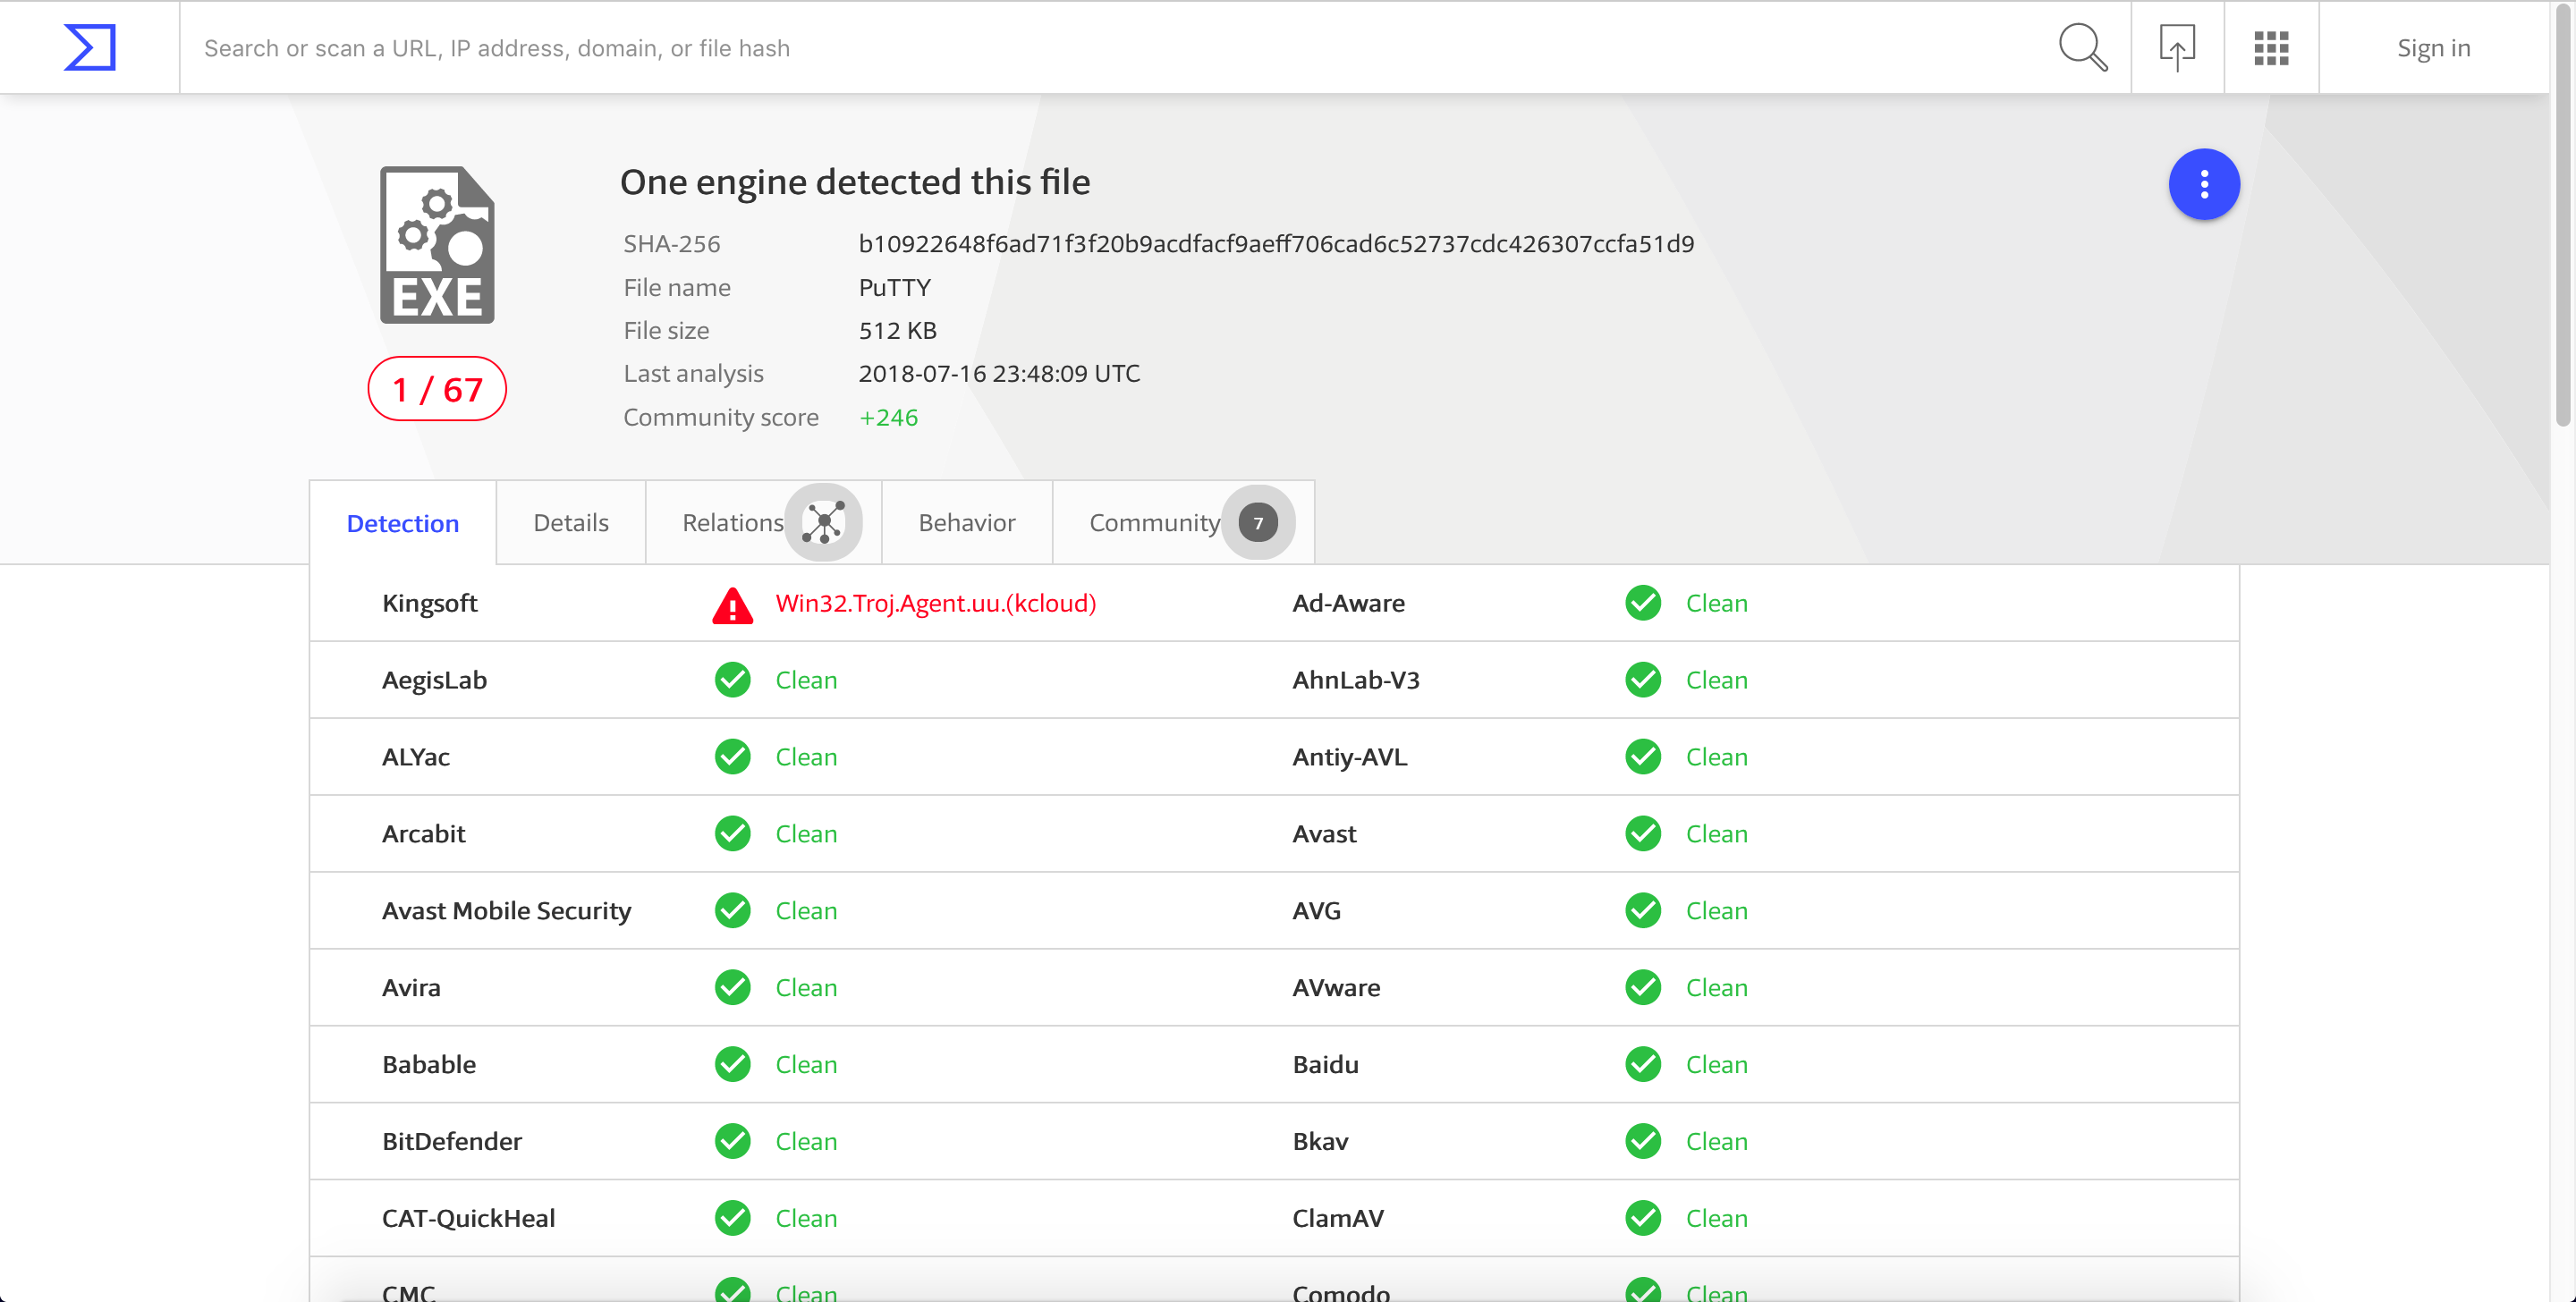 Search or scan a URL, IP address, domain, or file hash
Sign in
EXE
1 / 67
One engine detected this file
SHA-256 b10922648f6ad71f3f20b9acdfacf9aeff706cad6c52737cdc426307ccfa51d9
File name PuTTY
File size 512 KB
Last analysis 2018-07-16 23:48:09 UTC
Community score +246
Detection Details Relations Behavior Community 7
Kingsoft Win32.Troj.Agent.uu.(kcloud) Ad-Aware Clean
AegisLab Clean AhnLab-V3 Clean
ALYac Clean Antiy-AVL Clean
Arcabit Clean Avast Clean
Avast Mobile Security Clean AVG Clean
Avira Clean AVware Clean
Babable Clean Baidu Clean
BitDefender Clean Bkav Clean
CAT-QuickHeal Clean ClamAV Clean
CMC Clean Comodo Clean